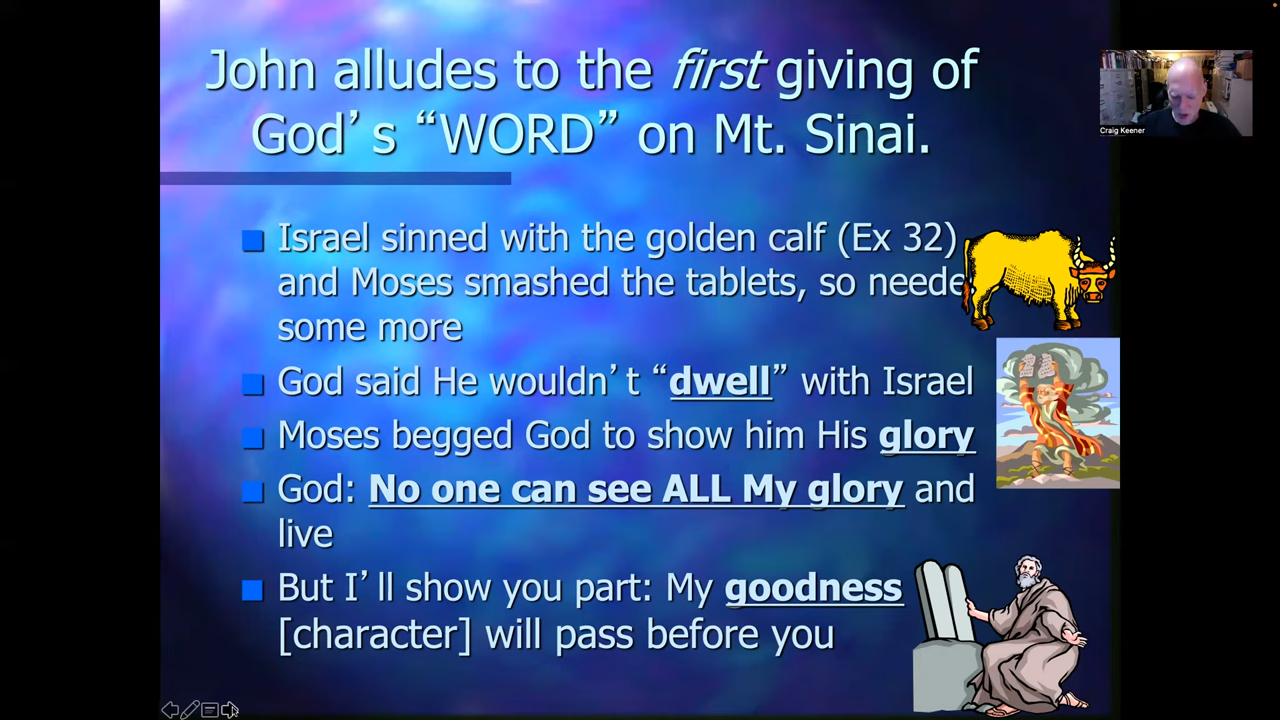 John alludes to the first giving of
God’s “WORD” on Mt. Sinai.
Craig Keener
Israel sinned with the golden calf (Ex 32)
and Moses smashed the tablets, so neede
some more
God said He wouldn’t “dwell” with Israel
Moses begged God to show him His glory
God: No one can see ALL My glory and
live
But I’ll show you part: My goodness
[character] will pass before you